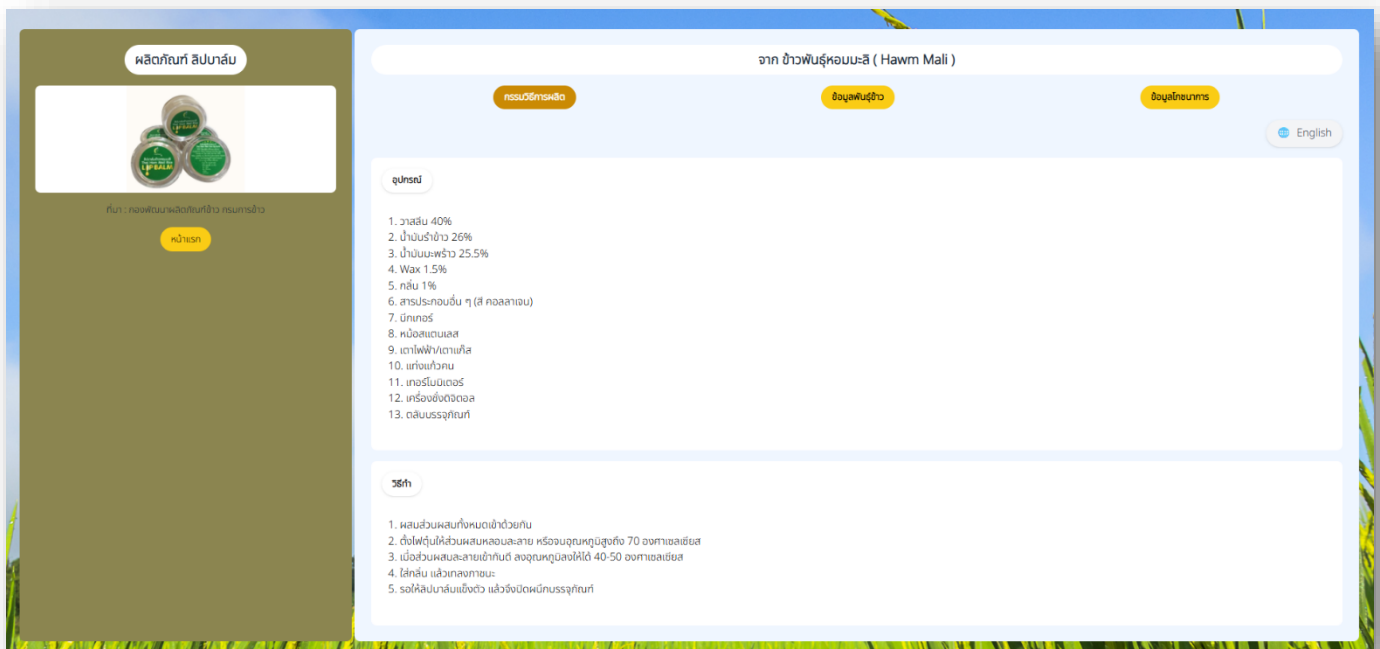 ผลิตภัณฑ์ ลิปบาล์ม
LIP BALM
ที่มา : กองพัฒนาผลิตภัณฑ์ข้าว กรมการข้าว
หน้าแรก
จาก ข้าวพันธุ์หอมมะลิ ( Hawm Mali )
กรรมวิธีการผลิต
ข้อมูลพันธุ์ข้าว
ข้อมูลโภชนาการ
English
อุปกรณ์
1. วาสลีน 40%
2. น้ำมันรำข้าว 26%
3. น้ำมันมะพร้าว 25.5%
4. Wax 1.5%
5. กลิ่น 1%
6. สารประกอบอื่น ๆ (สี คอลลาเจน)
7. บีกเกอร์
8. หม้อสแตนเลส
9. เตาไฟฟ้า/เตาแก๊ส
10. แท่งแก้วคน
11. เทอร์โมมิเตอร์
12. เครื่องชั่งดิจิตอล
13. ตลับบรรจุภัณฑ์
วิธีทำ
1. ผสมส่วนผสมทั้งหมดเข้าด้วยกัน
2. ตั้งไฟตุ๋นให้ส่วนผสมหลอมละลาย หรือจนอุณหภูมิสูงถึง 70 องศาเซลเซียส
3. เมื่อส่วนผสมละลายเข้ากันดี ลงอุณหภูมิลงให้ได้ 40-50 องศาเซลเซียส
4. ใส่กลิ่น แล้วเทลงภาชนะ
5. รอให้ลิปบาล์มแข็งตัว แล้วจึงปิดผนึกบรรจุภัณฑ์